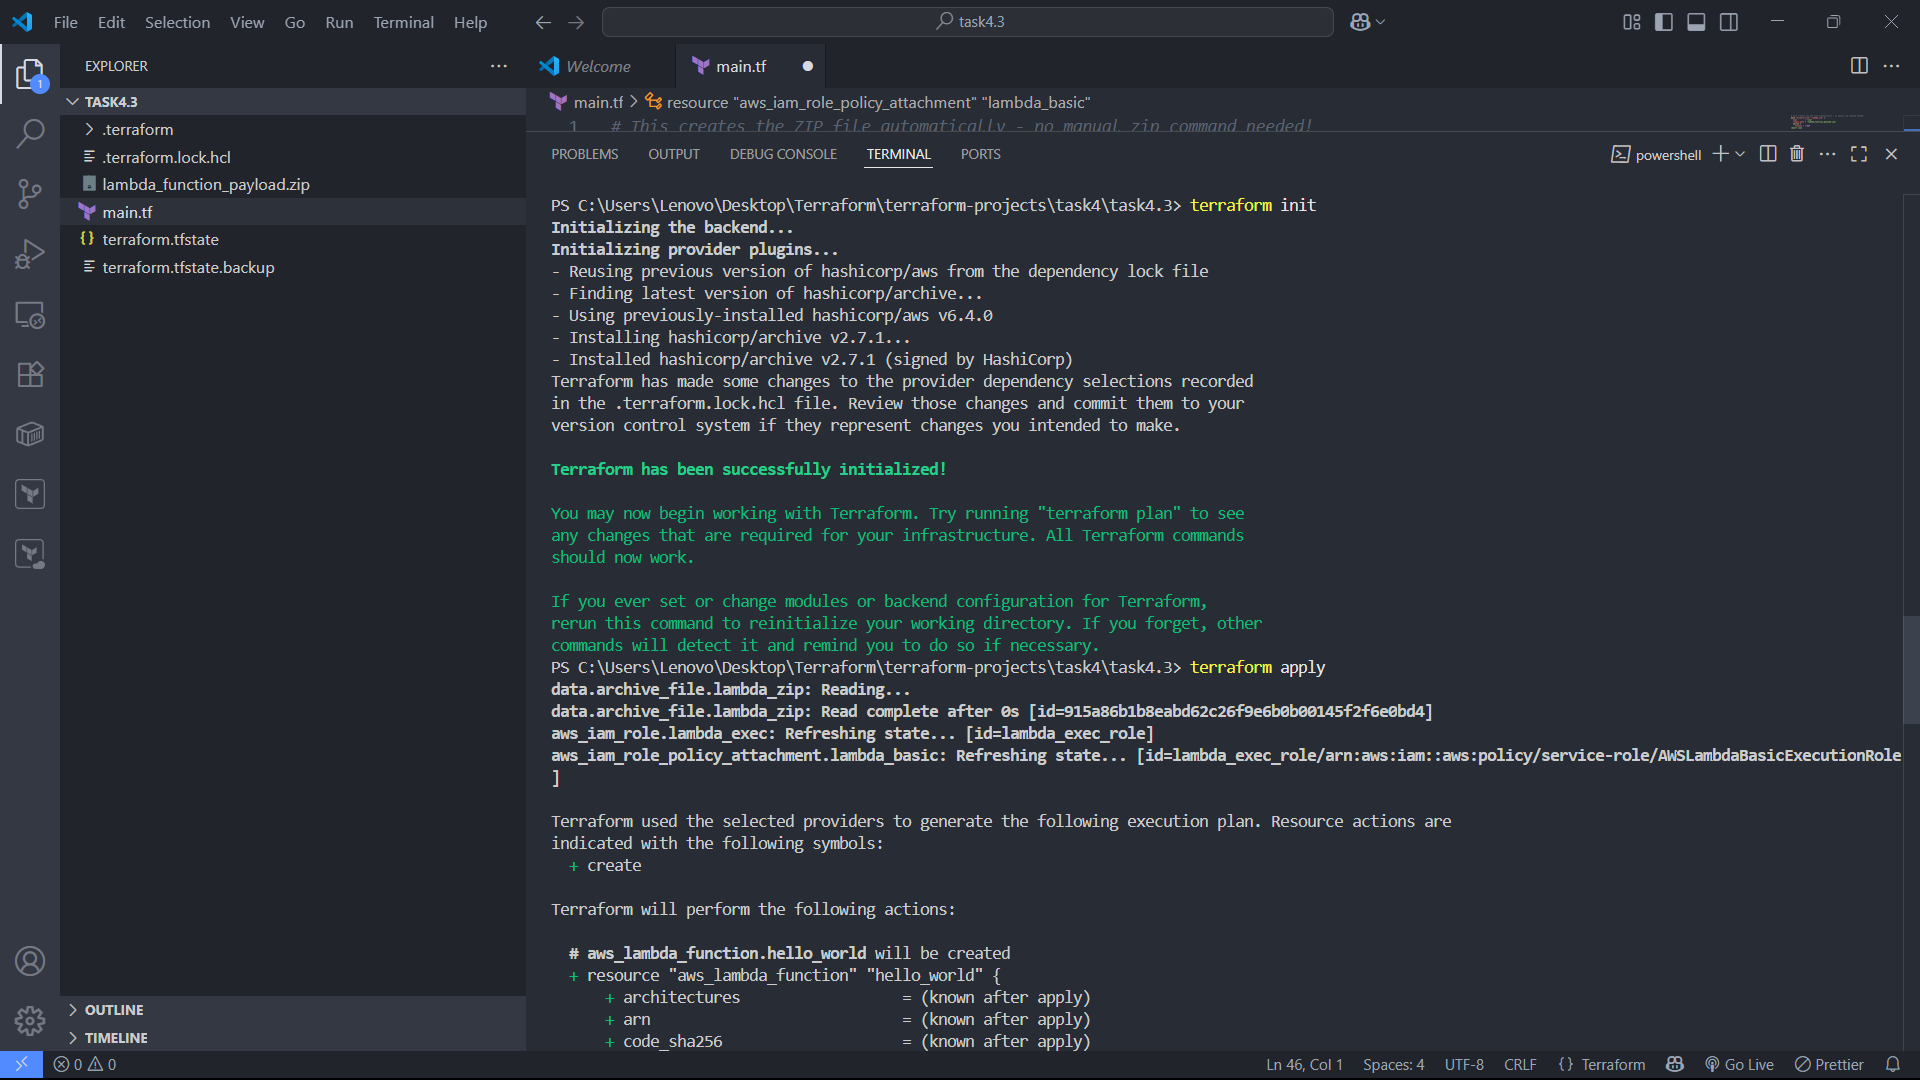 File Edit Selection View Go Run Terminal Help
task4.3
EXPLORER
TASK4.3
.terraform
.terraform.lock.hcl
lambda_function_payload.zip
main.tf
terraform.tfstate
terraform.tfstate.backup
OUTLINE
TIMELINE
Welcome
main.tf
main.tf > resource "aws_iam_role_policy_attachment" "lambda_basic"
1 # This creates the ZIP file automatically - no manual zip command needed!
PROBLEMS OUTPUT DEBUG CONSOLE TERMINAL PORTS
powershell
PS C:\Users\Lenovo\Desktop\Terraform\terraform-projects\task4\task4.3> terraform init
Initializing the backend...
Initializing provider plugins...
- Reusing previous version of hashicorp/aws from the dependency lock file
- Finding latest version of hashicorp/archive...
- Using previously-installed hashicorp/aws v6.4.0
- Installing hashicorp/archive v2.7.1...
- Installed hashicorp/archive v2.7.1 (signed by HashiCorp)
Terraform has made some changes to the provider dependency selections recorded
in the .terraform.lock.hcl file. Review those changes and commit them to your
version control system if they represent changes you intended to make.
Terraform has been successfully initialized!
You may now begin working with Terraform. Try running "terraform plan" to see
any changes that are required for your infrastructure. All Terraform commands
should now work.
If you ever set or change modules or backend configuration for Terraform,
rerun this command to reinitialize your working directory. If you forget, other
commands will detect it and remind you to do so if necessary.
PS C:\Users\Lenovo\Desktop\Terraform\terraform-projects\task4\task4.3> terraform apply
data.archive_file.lambda_zip: Reading...
data.archive_file.lambda_zip: Read complete after 0s [id=915a86b1b8eabd62c26f9e6b0b00145f2f6e0bd4]
aws_iam_role.lambda_exec: Refreshing state... [id=lambda_exec_role]
aws_iam_role_policy_attachment.lambda_basic: Refreshing state... [id=lambda_exec_role/arn:aws:iam::aws:policy/service-role/AWSLambdaBasicExecutionRole
]
Terraform used the selected providers to generate the following execution plan. Resource actions are
indicated with the following symbols:
+ create
Terraform will perform the following actions:
# aws_lambda_function.hello_world will be created
+ resource "aws_lambda_function" "hello_world" {
+ architectures = (known after apply)
+ arn = (known after apply)
+ code_sha256 = (known after apply)
1
0 0
Ln 46, Col 1 Spaces: 4 UTF-8 CRLF {} Terraform Go Live Prettier